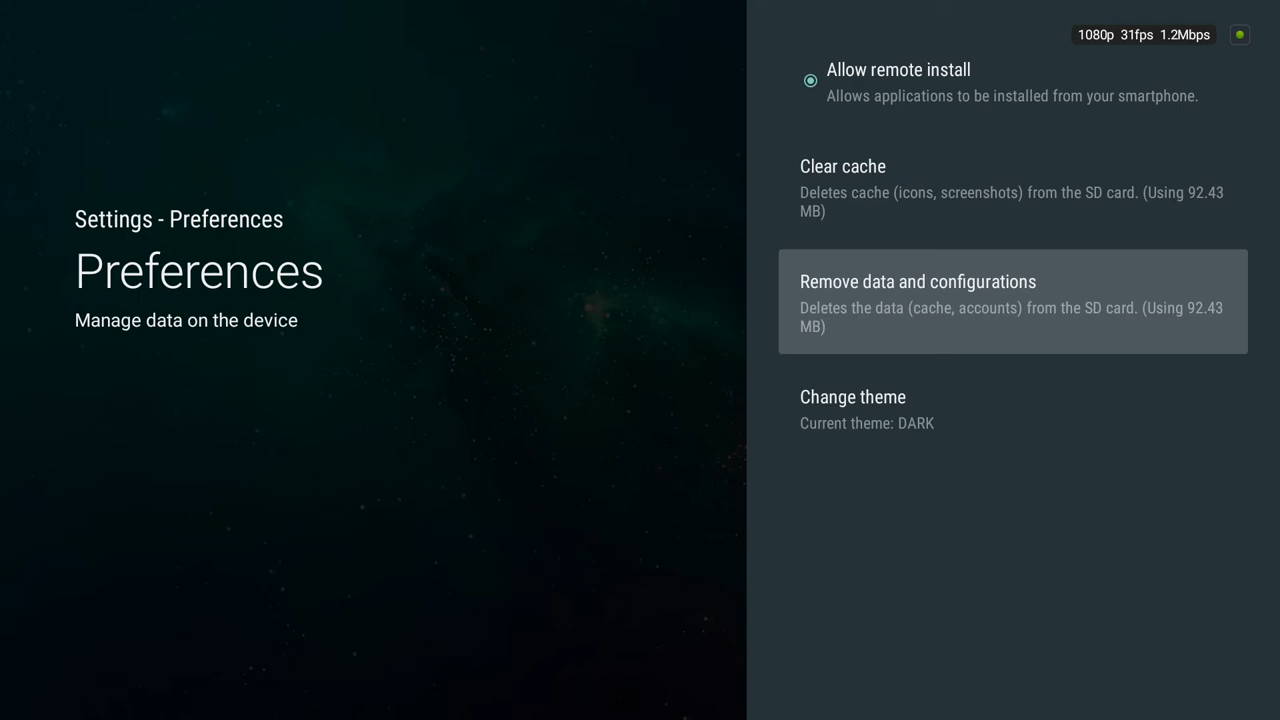 1080p 31fps 1.2Mbps
Settings - Preferences
Preferences
Manage data on the device
Allow remote install
Allows applications to be installed from your smartphone.
Clear cache
Deletes cache (icons, screenshots) from the SD card. (Using 92.43
MB)
Remove data and configurations
Deletes the data (cache, accounts) from the SD card. (Using 92.43
MB)
Change theme
Current theme: DARK